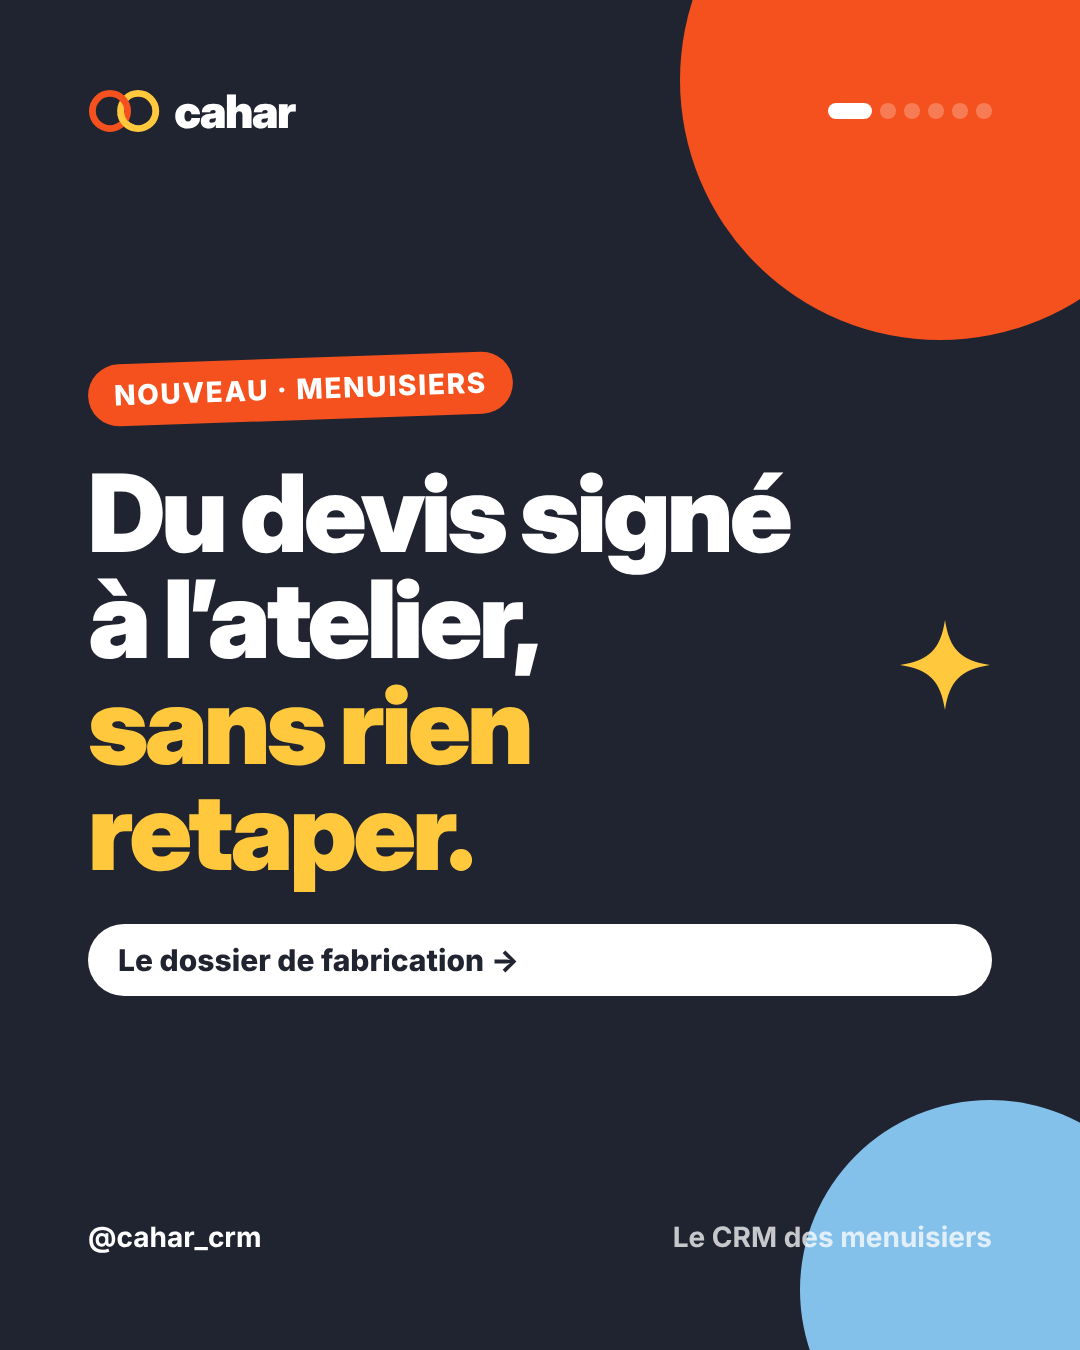 cahar
NOUVEAU · MENUISIERS
Du devis signé
à l’atelier,
sans rien
retaper.
Le dossier de fabrication →
@cahar_crm
Le CRM des menuisiers